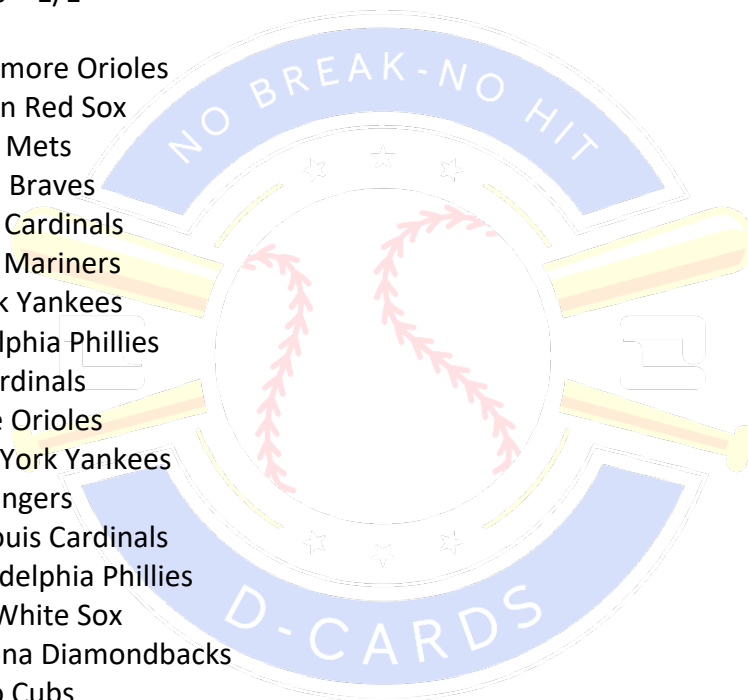 more Orioles
n Red Sox
Mets
Braves
Cardinals
Mariners
k Yankees
lphia Phillies
rdinals
e Orioles
York Yankees
ngers
ouis Cardinals
delphia Phillies
White Sox
na Diamondbacks
o Cubs
NO BREAK-NO HIT
D-CARDS